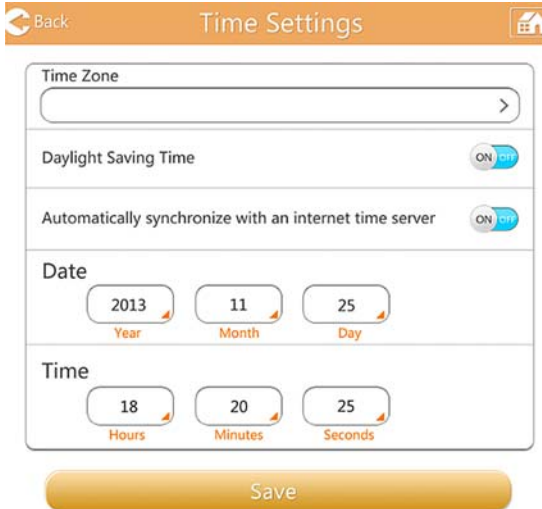 Back Time Settings
Time Zone
Daylight Saving Time ON OFF
Automatically synchronize with an internet time server ON OFF
Date
2013 11 25
Year Month Day
Time
18 20 25
Hours Minutes Seconds
Save